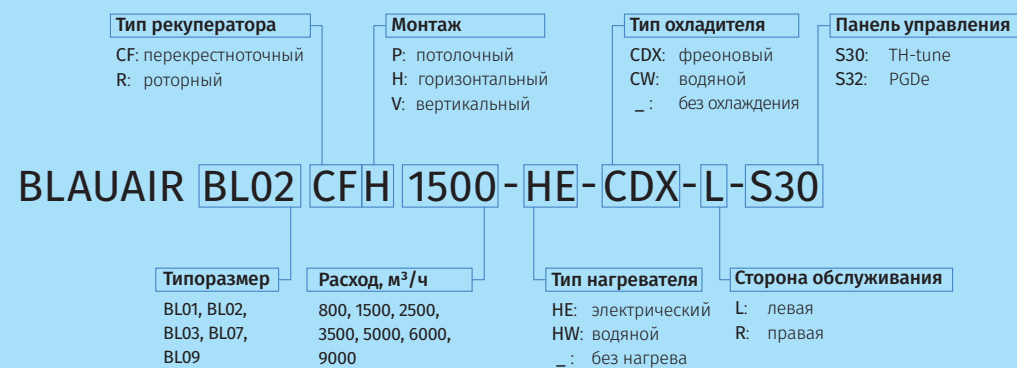 Тип рекуператора
CF: перекрестноточный
R: роторный
Монтаж
P: потолочный
H: горизонтальный
V: вертикальный
Тип охладителя
CDX: фреоновый
CW: водяной
_ : без охлаждения
Панель управления
S30: TH-tune
S32: PGDe
BLAUAIR BL02 CFH 1500-HE-CDX-L-S30
Типоразмер
BL01, BL02,
BL03, BL07,
BL09
Расход, м³/ч
800, 1500, 2500,
3500, 5000, 6000,
9000
Тип нагревателя
HE: электрический
HW: водяной
_ : без нагрева
Сторона обслуживания
L: левая
R: правая